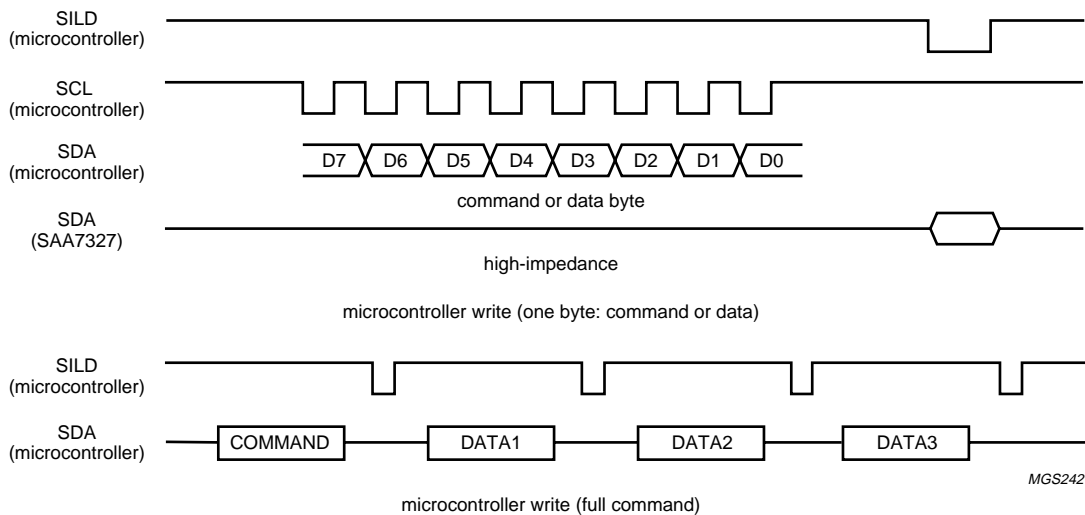 SILD
(microcontroller)
SCL
(microcontroller)
SDA
(microcontroller)
D7 D6 D5 D4 D3 D2 D1 D0
command or data byte
SDA
(SAA7327)
high-impedance
microcontroller write (one byte: command or data)
SILD
(microcontroller)
SDA
(microcontroller)
COMMAND DATA1 DATA2 DATA3
MGS242
microcontroller write (full command)